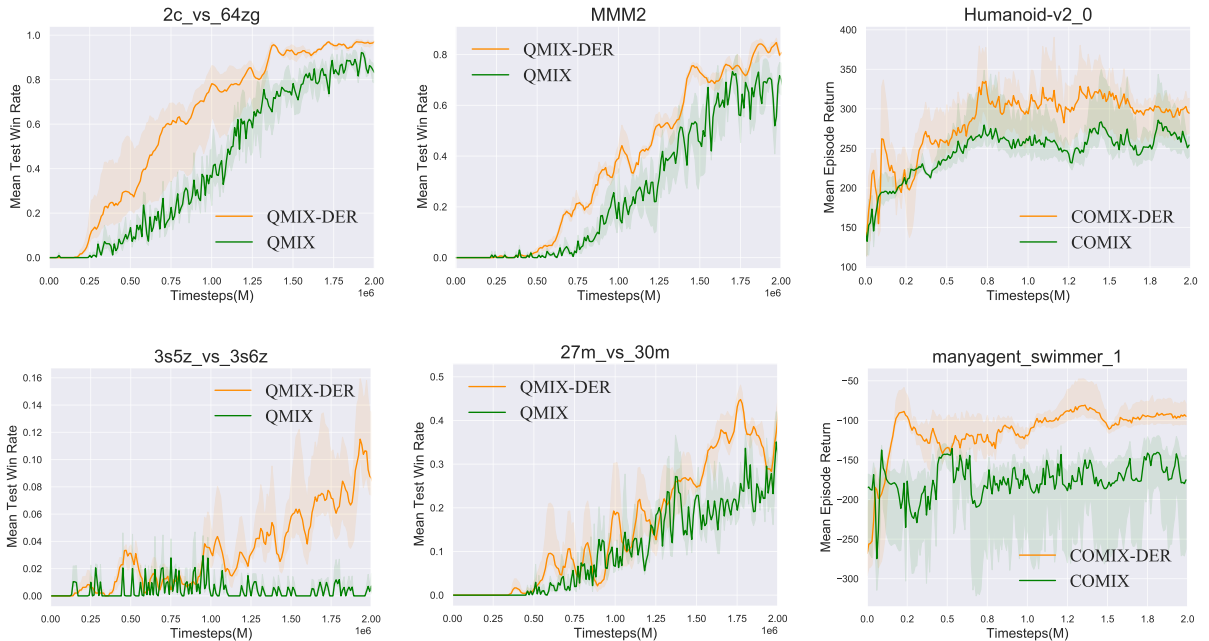 2c_vs_64zg
Mean Test Win Rate
1.0
0.8
0.6
0.4
0.2
0.0
QMIX-DER
QMIX
0.00 0.25 0.50 0.75 1.00 1.25 1.50 1.75 2.00
Timesteps(M)
1e6
MMM2
Mean Test Win Rate
0.8
0.6
0.4
0.2
0.0
QMIX-DER
QMIX
0.00 0.25 0.50 0.75 1.00 1.25 1.50 1.75 2.00
Timesteps(M)
1e6
Humanoid-v2_0
Mean Episode Return
400
350
300
250
200
150
100
COMIX-DER
COMIX
0.0 0.2 0.5 0.8 1.0 1.2 1.5 1.8 2.0
Timesteps(M)
3s5z_vs_3s6z
Mean Test Win Rate
0.16
0.14
0.12
0.10
0.08
0.06
0.04
0.02
0.00
QMIX-DER
QMIX
0.00 0.25 0.50 0.75 1.00 1.25 1.50 1.75 2.00
Timesteps(M)
1e6
27m_vs_30m
Mean Test Win Rate
0.5
0.4
0.3
0.2
0.1
0.0
QMIX-DER
QMIX
0.00 0.25 0.50 0.75 1.00 1.25 1.50 1.75 2.00
Timesteps(M)
1e6
manyagent_swimmer_1
Mean Episode Return
−50
−100
−150
−200
−250
−300
COMIX-DER
COMIX
0.0 0.2 0.5 0.8 1.0 1.2 1.5 1.8 2.0
Timesteps(M)